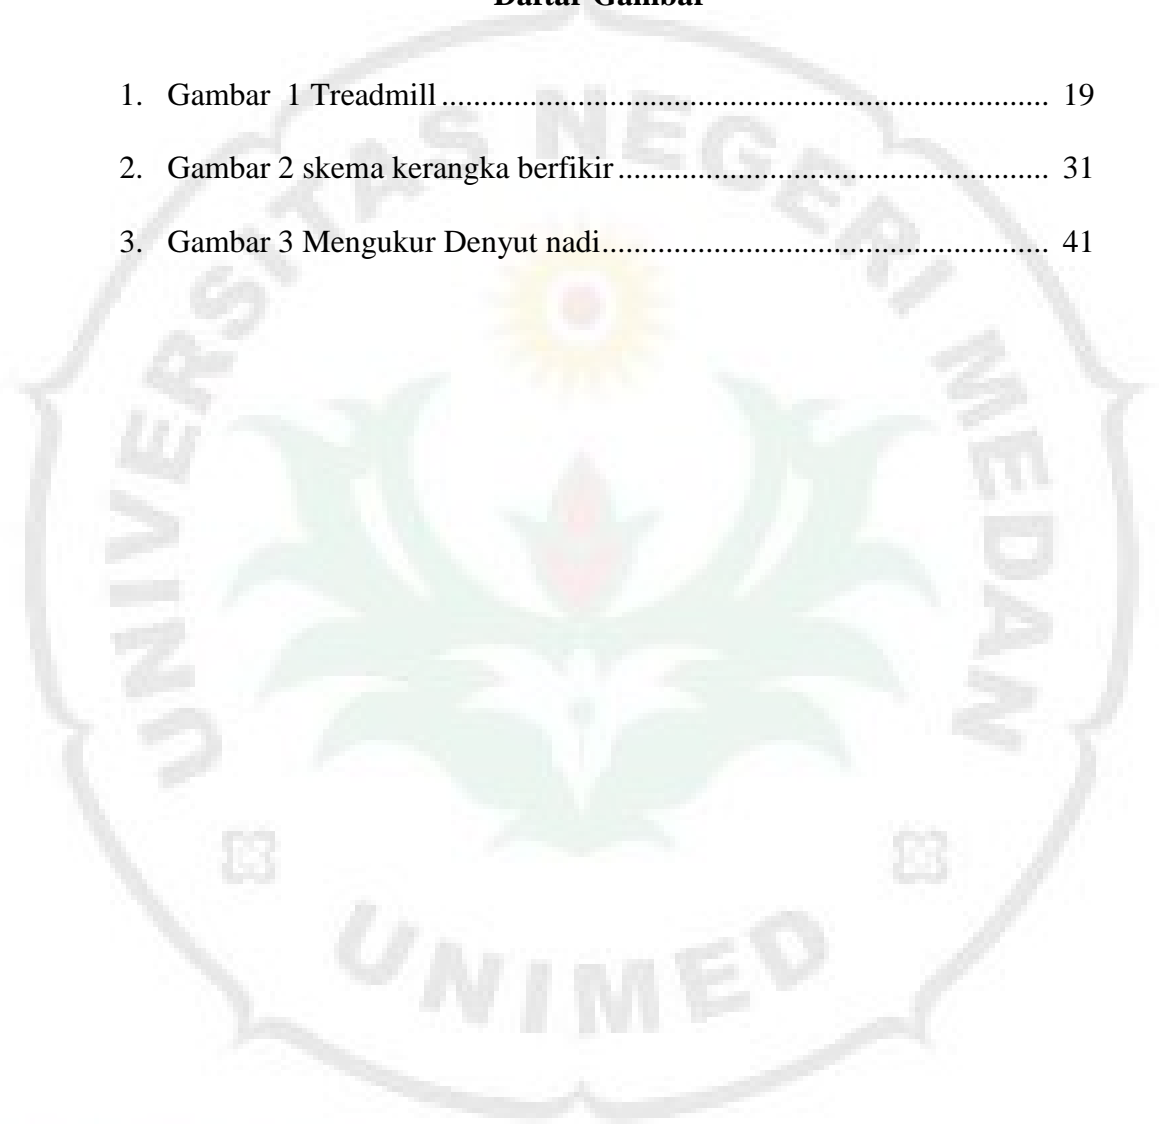 Daftar Gambar
1. Gambar 1 Treadmill ............................................................................ 19
2. Gambar 2 skema kerangka berfikir ...................................................... 31
3. Gambar 3 Mengukur Denyut nadi........................................................ 41
UNIVERSITAS NEGERI MEDAN
UNIMED